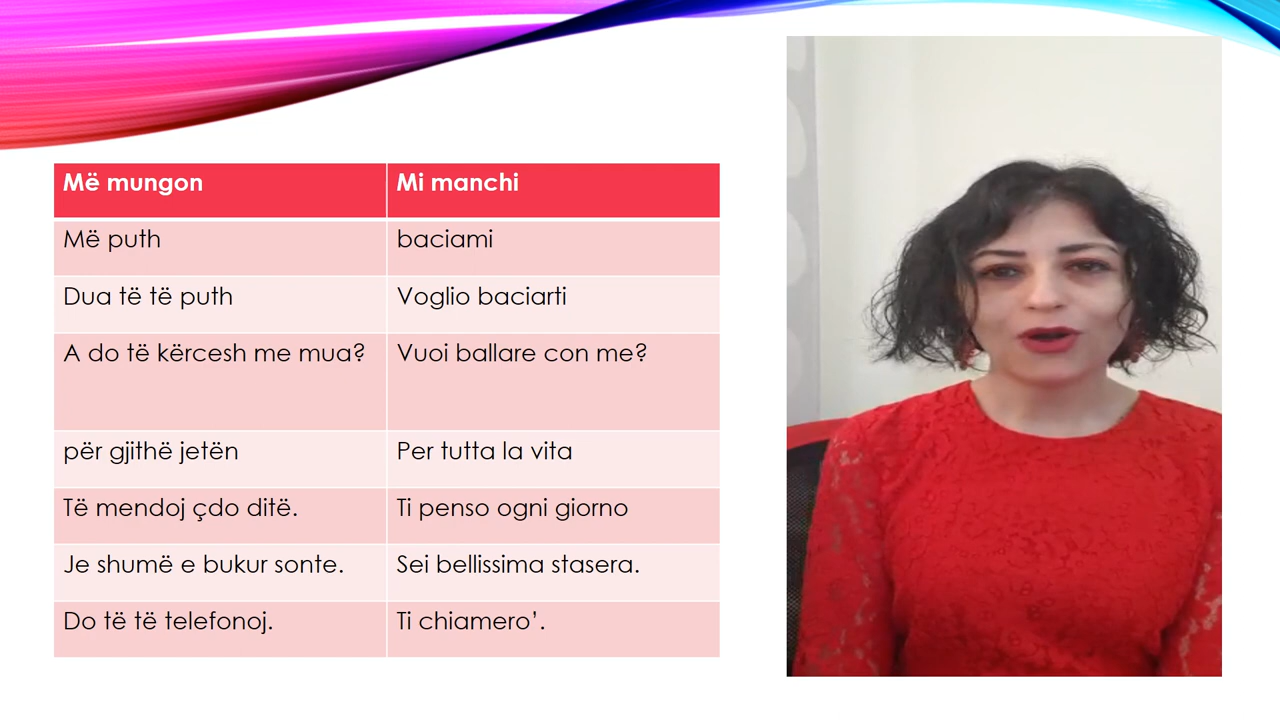 Më mungon
Mi manchi
Më puth
baciami
Dua të të puth
Voglio baciarti
A do të kërcesh me mua?
Vuoi ballare con me?
për gjithë jetën
Per tutta la vita
Të mendoj çdo ditë.
Ti penso ogni giorno
Je shumë e bukur sonte.
Sei bellissima stasera.
Do të të telefonoj.
Ti chiamero’.